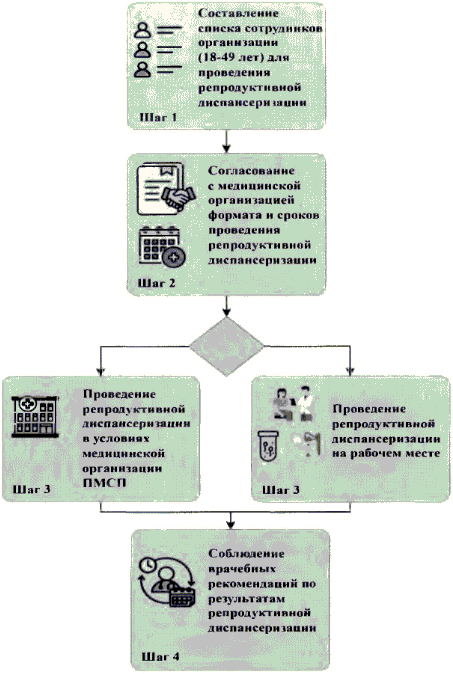 Составление
списка сотрудников
организации
(18-49 лет) для
проведения
репродуктивной
диспансеризации
Шаг 1
Согласование
с медицинской
организацией
формата и сроков
проведения
репродуктивной
диспансеризации
Шаг 2
Проведение
репродуктивной
диспансеризации
в условиях
медицинской
организации
ПМСП
Шаг 3
Проведение
репродуктивной
диспансеризации
на рабочем месте
Шаг 3
Соблюдение
врачебных
рекомендаций по
результатам
репродуктивной
диспансеризации
Шаг 4